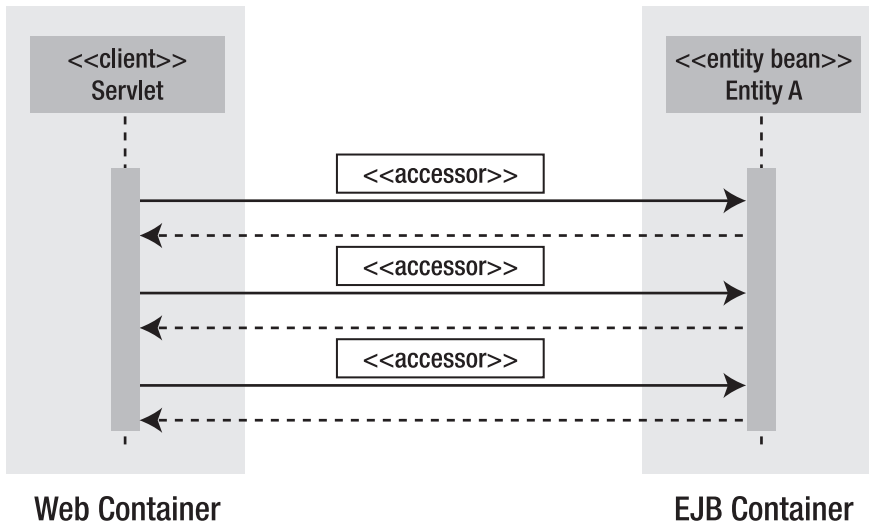 <<client>>
Servlet
<<entity bean>>
Entity A
<<accessor>>
<<accessor>>
<<accessor>>
Web Container
EJB Container